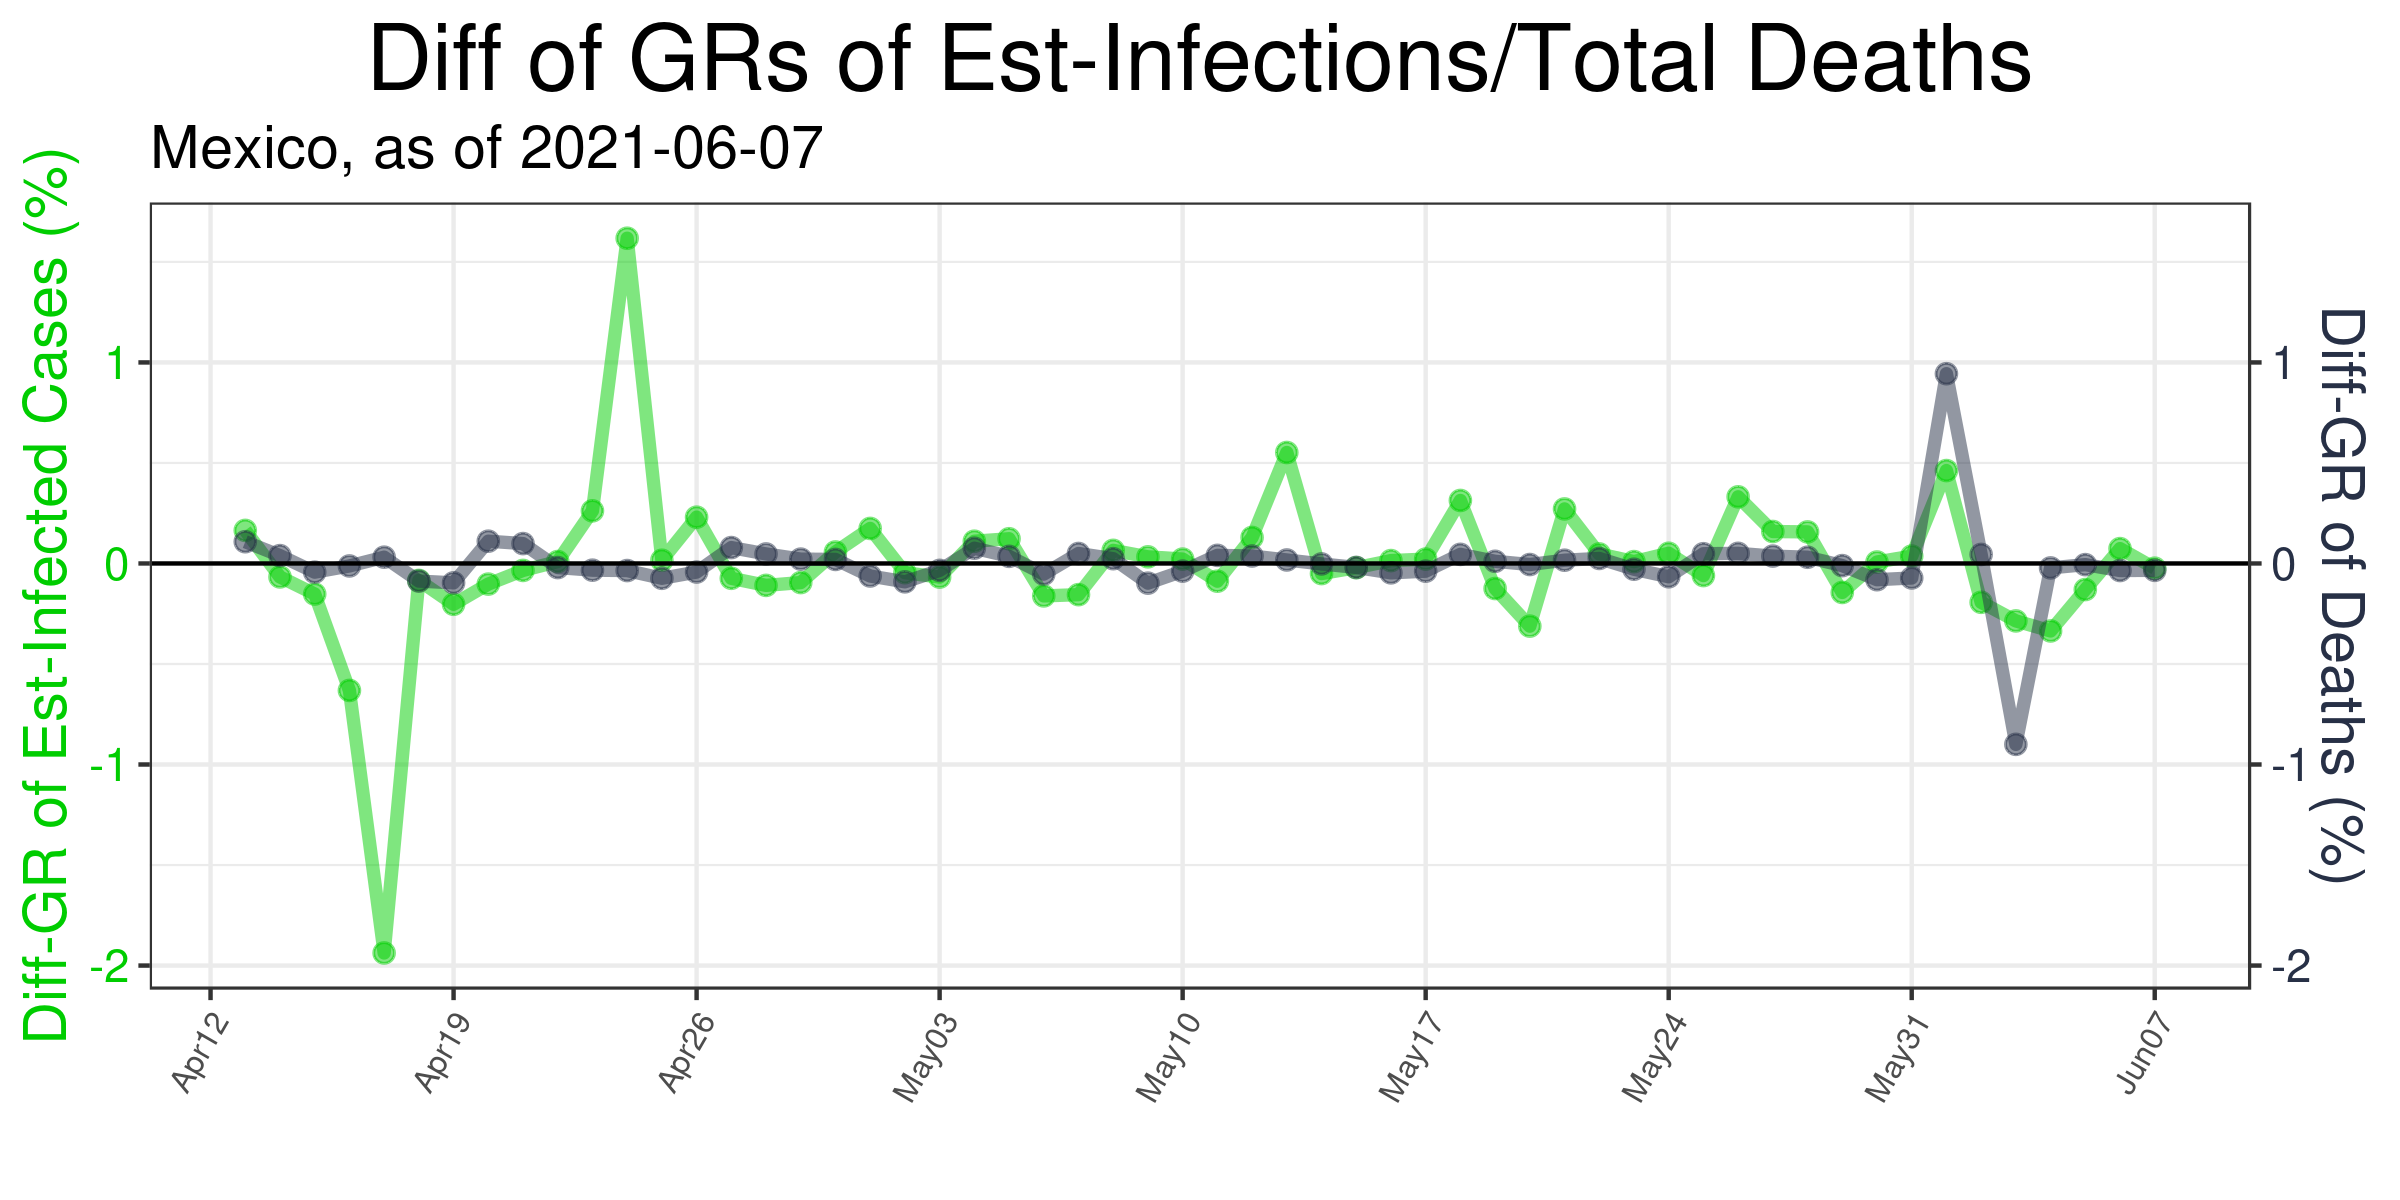 Diff of GRs of Est-Infections/Total Deaths
Mexico, as of 2021-06-07
Diff-GR of Est-Infected Cases (%)
1
0
-1
-2
1
0
-1
-2
Diff-GR of Deaths (%)
Apr12
Apr19
Apr26
May03
May10
May17
May24
May31
Jun07